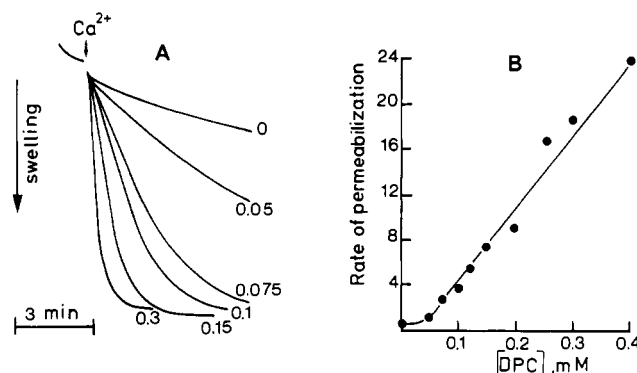 Ca2+
A
swelling
0
0.05
0.075
0.1
0.15
0.3
3 min
B
Rate of permeabilization
24
20
16
12
8
4
0.1
0.2
0.3
0.4
[DPC] ,mM